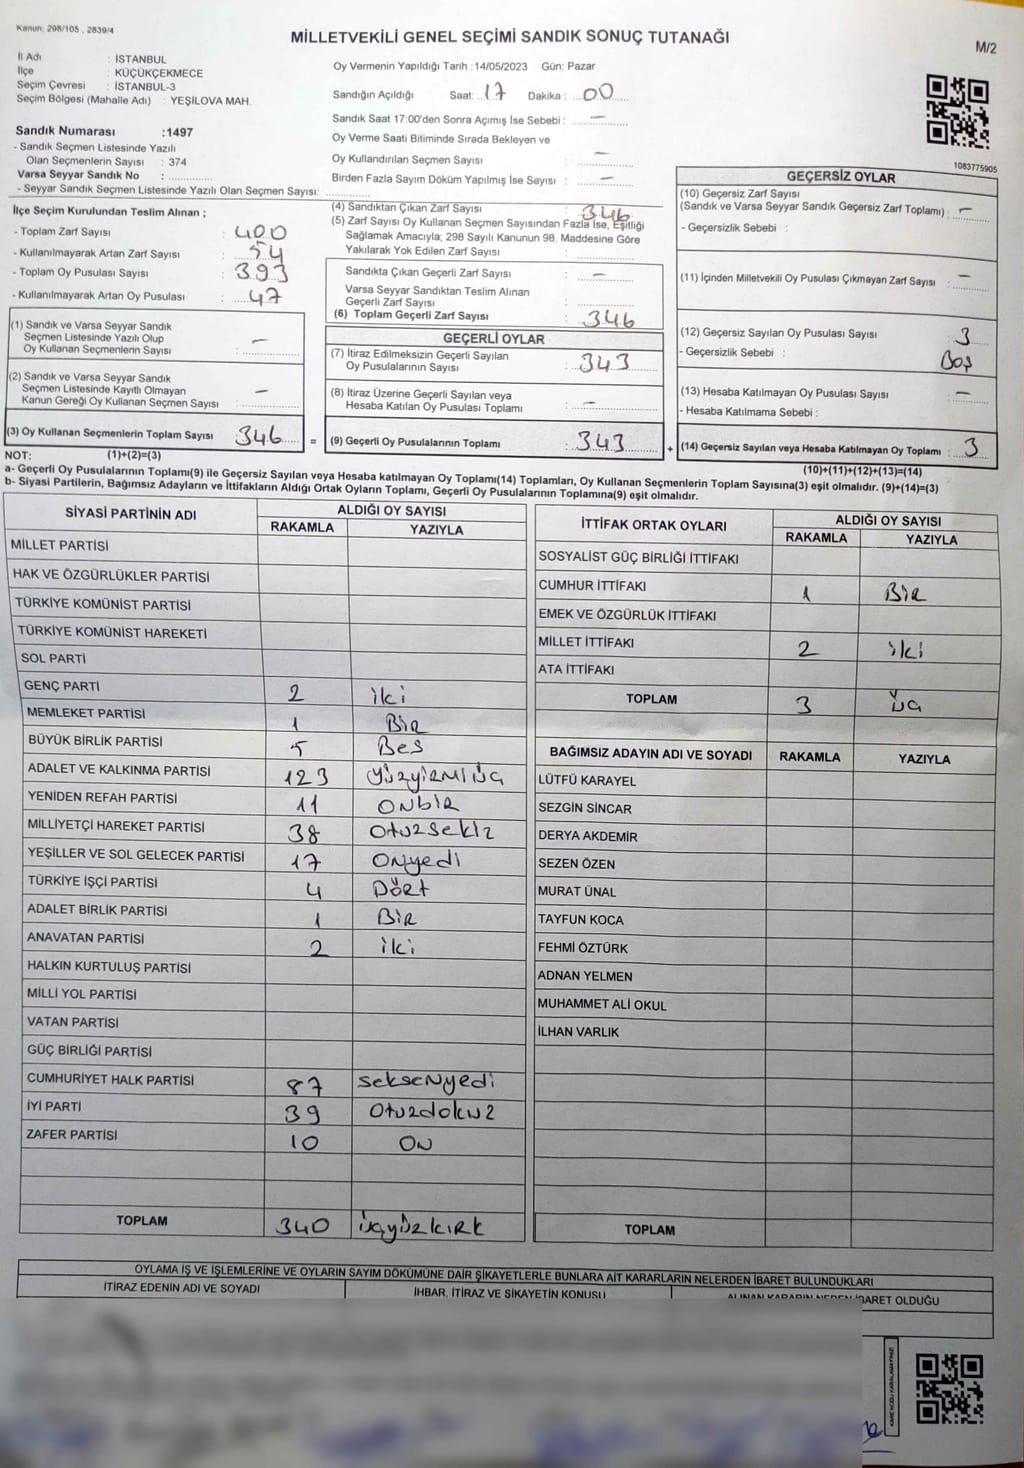 Kanun: 298/105 , 2839/4
MİLLETVEKİLİ GENEL SEÇİMİ SANDIK SONUÇ TUTANAĞI
M/2
İl Adı : İSTANBUL
İlçe : KÜÇÜKÇEKMECE
Seçim Çevresi : İSTANBUL-3
Seçim Bölgesi (Mahalle Adı) : YEŞİLOVA MAH.
Sandık Numarası :1497
- Sandık Seçmen Listesinde Yazılı
Olan Seçmenlerin Sayısı : 374
Varsa Seyyar Sandık No :
- Seyyar Sandık Seçmen Listesinde Yazılı Olan Seçmen Sayısı:
Oy Vermenin Yapıldığı Tarih :14/05/2023 Gün: Pazar
Sandığın Açıldığı Saat: 17 Dakika : 00
Sandık Saat 17:00'den Sonra Açımış İse Sebebi : —
Oy Verme Saati Bitiminde Sırada Bekleyen ve
Oy Kullandırılan Seçmen Sayısı : —
Birden Fazla Sayım Döküm Yapılmış İse Sayısı : —
1083775905
İlçe Seçim Kurulundan Teslim Alınan ;
- Toplam Zarf Sayısı : 400
- Kullanılmayarak Artan Zarf Sayısı : 54
- Toplam Oy Pusulası Sayısı : 393
- Kullanılmayarak Artan Oy Pusulası : 47
(1) Sandık ve Varsa Seyyar Sandık
Seçmen Listesinde Yazılı Olup
Oy Kullanan Seçmenlerin Sayısı : —
(2) Sandık ve Varsa Seyyar Sandık
Seçmen Listesinde Kayıtlı Olmayan
Kanun Gereği Oy Kullanan Seçmen Sayısı : —
(3) Oy Kullanan Seçmenlerin Toplam Sayısı 346
(4) Sandıktan Çıkan Zarf Sayısı : 346
(5) Zarf Sayısı Oy Kullanan Seçmen Sayısından Fazla İse, Eşitliği
Sağlamak Amacıyla; 298 Sayılı Kanunun 98. Maddesine Göre
Yakılarak Yok Edilen Zarf Sayısı :
Sandıkta Çıkan Geçerli Zarf Sayısı : —
Varsa Seyyar Sandıktan Teslim Alınan
Geçerli Zarf Sayısı :
(6) Toplam Geçerli Zarf Sayısı : 346
GEÇERLİ OYLAR
(7) İtiraz Edilmeksizin Geçerli Sayılan
Oy Pusulalarının Sayısı : 343
(8) İtiraz Üzerine Geçerli Sayılan veya
Hesaba Katılan Oy Pusulası Toplamı : —
= (9) Geçerli Oy Pusulalarının Toplamı : 343
GEÇERSİZ OYLAR
(10) Geçersiz Zarf Sayısı
(Sandık ve Varsa Seyyar Sandık Geçersiz Zarf Toplamı) : —
- Geçersizlik Sebebi :
(11) İçinden Milletvekili Oy Pusulası Çıkmayan Zarf Sayısı : —
(12) Geçersiz Sayılan Oy Pusulası Sayısı : 3
- Geçersizlik Sebebi : Boş
(13) Hesaba Katılmayan Oy Pusulası Sayısı : —
- Hesaba Katılmama Sebebi :
+ (14) Geçersiz Sayılan veya Hesaba Katılmayan Oy Toplamı : 3
NOT: (1)+(2)=(3)
(10)+(11)+(12)+(13)=(14)
a- Geçerli Oy Pusulalarının Toplamı(9) ile Geçersiz Sayılan veya Hesaba katılmayan Oy Toplamı(14) Toplamları, Oy Kullanan Seçmenlerin Toplam Sayısına(3) eşit olmalıdır. (9)+(14)=(3)
b- Siyasi Partilerin, Bağımsız Adayların ve İttifakların Aldığı Ortak Oyların Toplamı, Geçerli Oy Pusulalarının Toplamına(9) eşit olmalıdır.
SİYASİ PARTİNİN ADI ALDIĞI OY SAYISI
RAKAMLA YAZIYLA
MİLLET PARTİSİ
HAK VE ÖZGÜRLÜKLER PARTİSİ
TÜRKİYE KOMÜNİST PARTİSİ
TÜRKİYE KOMÜNİST HAREKETİ
SOL PARTİ
GENÇ PARTİ 2 iki
MEMLEKET PARTİSİ 1 Bir
BÜYÜK BİRLİK PARTİSİ 5 Bes
ADALET VE KALKINMA PARTİSİ 123 Yüzyirmiüç
YENİDEN REFAH PARTİSİ 11 Onbir
MİLLİYETÇİ HAREKET PARTİSİ 38 Otuzsekiz
YEŞİLLER VE SOL GELECEK PARTİSİ 17 Onyedi
TÜRKİYE İŞÇİ PARTİSİ 4 Dört
ADALET BİRLİK PARTİSİ 1 Bir
ANAVATAN PARTİSİ 2 iki
HALKIN KURTULUŞ PARTİSİ
MİLLİ YOL PARTİSİ
VATAN PARTİSİ
GÜÇ BİRLİĞİ PARTİSİ
CUMHURİYET HALK PARTİSİ 87 seksenyedi
İYİ PARTİ 39 Otuzdokuz
ZAFER PARTİSİ 10 ON
TOPLAM 340 üçyüzkırk
İTTİFAK ORTAK OYLARI ALDIĞI OY SAYISI
RAKAMLA YAZIYLA
SOSYALİST GÜÇ BİRLİĞİ İTTİFAKI
CUMHUR İTTİFAKI 1 Bir
EMEK VE ÖZGÜRLÜK İTTİFAKI
MİLLET İTTİFAKI 2 iki
ATA İTTİFAKI
TOPLAM 3 üç
BAĞIMSIZ ADAYIN ADI VE SOYADI RAKAMLA YAZIYLA
LÜTFÜ KARAYEL
SEZGİN SİNCAR
DERYA AKDEMİR
SEZEN ÖZEN
MURAT ÜNAL
TAYFUN KOCA
FEHMİ ÖZTÜRK
ADNAN YELMEN
MUHAMMET ALİ OKUL
İLHAN VARLIK
TOPLAM
OYLAMA İŞ VE İŞLEMLERİNE VE OYLARIN SAYIM DÖKÜMÜNE DAİR ŞİKAYETLERLE BUNLARA AİT KARARLARIN NELERDEN İBARET BULUNDUKLARI
İTİRAZ EDENİN ADI VE SOYADI İHBAR, İTİRAZ VE ŞİKAYETİN KONUSU ALINAN KARARIN NEDEN İBARET OLDUĞU